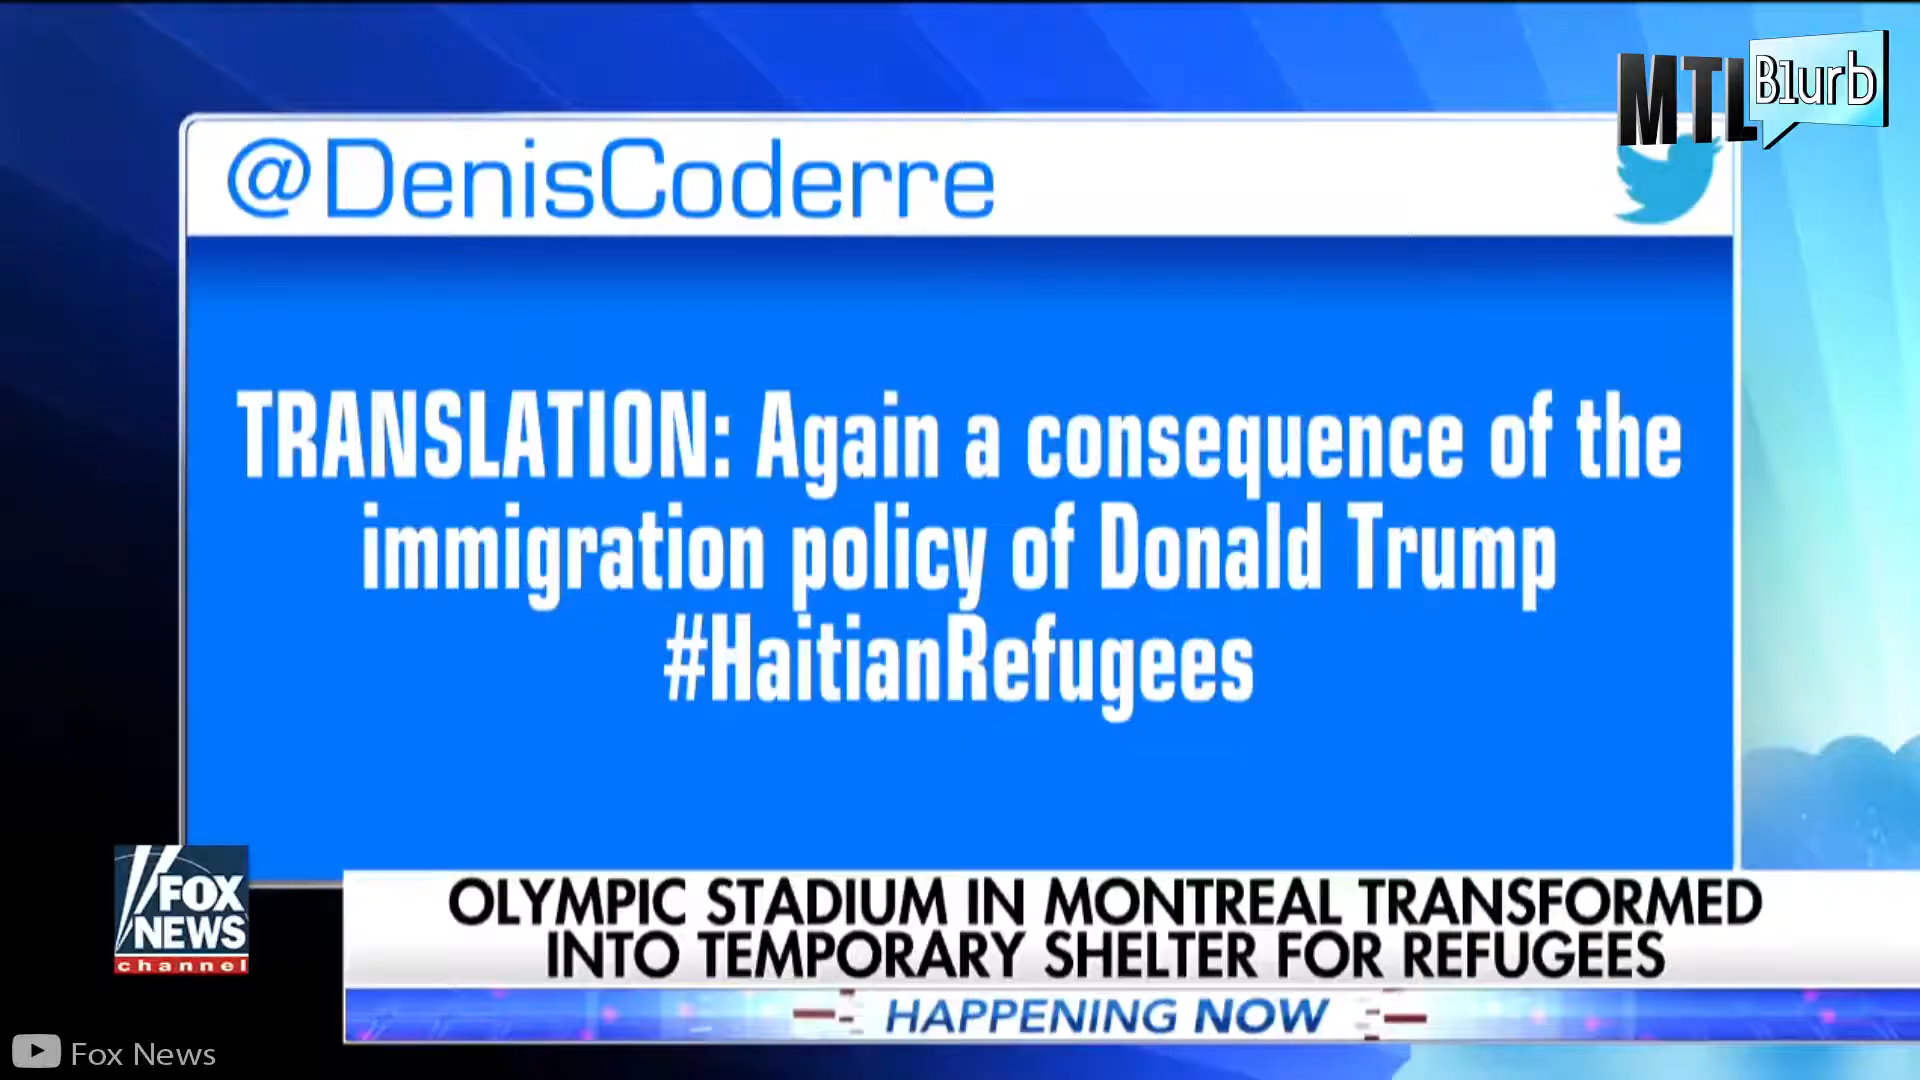 MTL Blurb
@DenisCoderre
TRANSLATION: Again a consequence of the
immigration policy of Donald Trump
#HaitianRefugees
FOX
NEWS
channel
OLYMPIC STADIUM IN MONTREAL TRANSFORMED
INTO TEMPORARY SHELTER FOR REFUGEES
HAPPENING NOW
Fox News